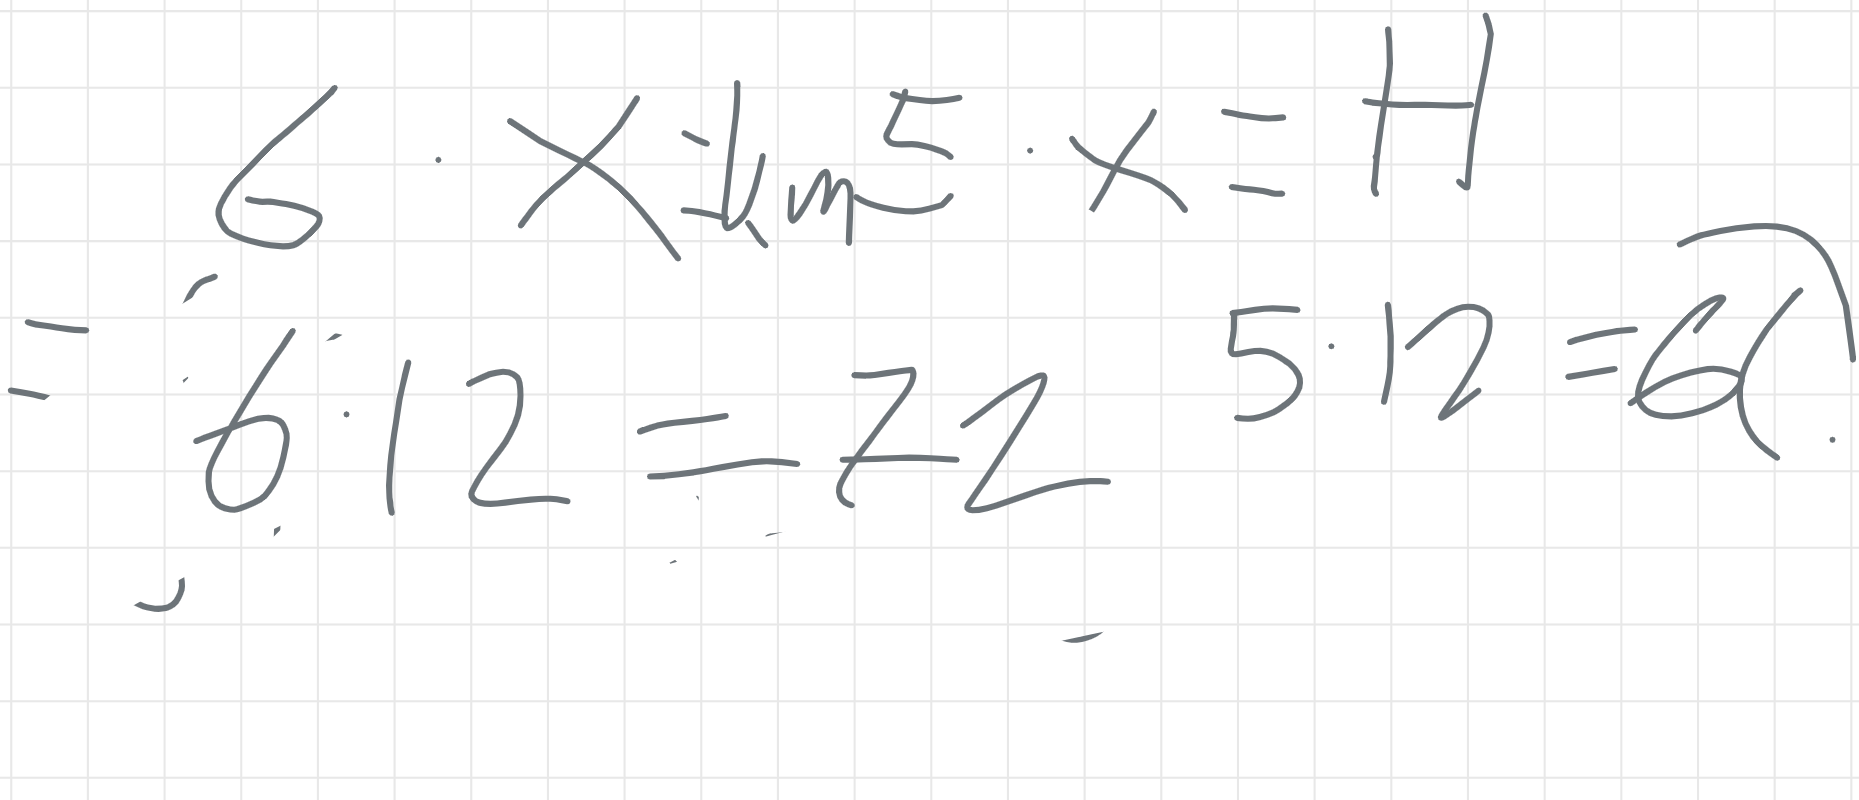 6 · x = km 5 · x = H
6 · 12 = 72 5 · 12 = 60